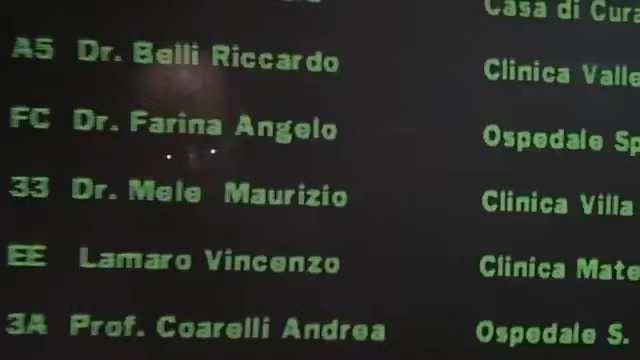 Casa di Cura
A5 Dr. Belli Riccardo Clinica Valle
FC Dr. Farina Angelo Ospedale Sp
33 Dr. Mele Maurizio Clinica Villa
EE Lamaro Vincenzo Clinica Mate
3A Prof. Coarelli Andrea Ospedale S.